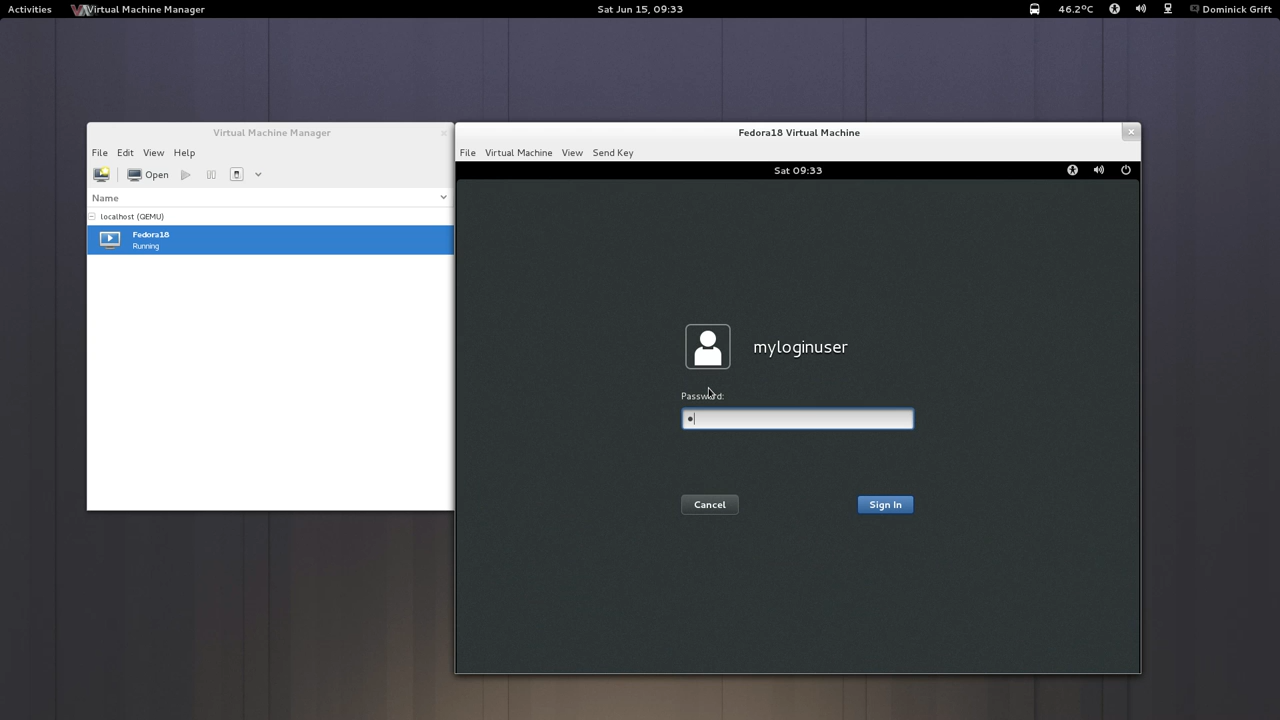 Activities Virtual Machine Manager Sat Jun 15, 09:33 46.2°C Dominick Grift
Virtual Machine Manager
File Edit View Help
Open
Name
localhost (QEMU)
Fedora18
Running
Fedora18 Virtual Machine
File Virtual Machine View Send Key
Sat 09:33
myloginuser
Password:
Cancel Sign In